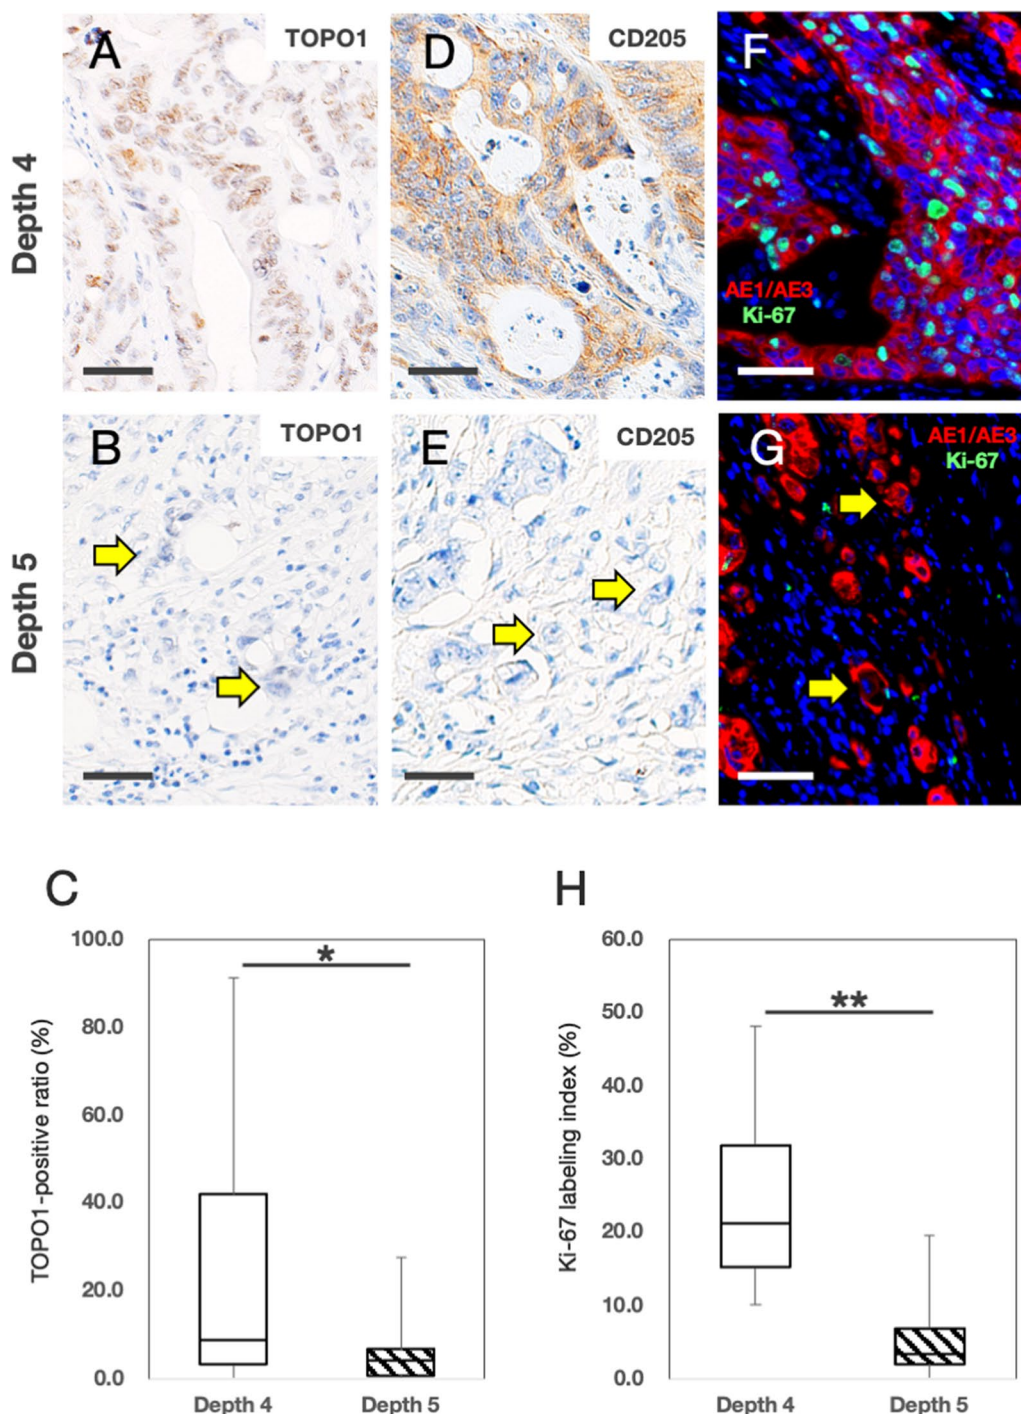 A
TOPO1
D
CD205
F
AE1/AE3
Ki-67
Depth 4
B
TOPO1
E
CD205
G
AE1/AE3
Ki-67
Depth 5
C
TOPO1-positive ratio (%)
100.0
80.0
60.0
40.0
20.0
0.0
*
Depth 4
Depth 5
H
Ki-67 labeling index (%)
60.0
50.0
40.0
30.0
20.0
10.0
0.0
**
Depth 4
Depth 5